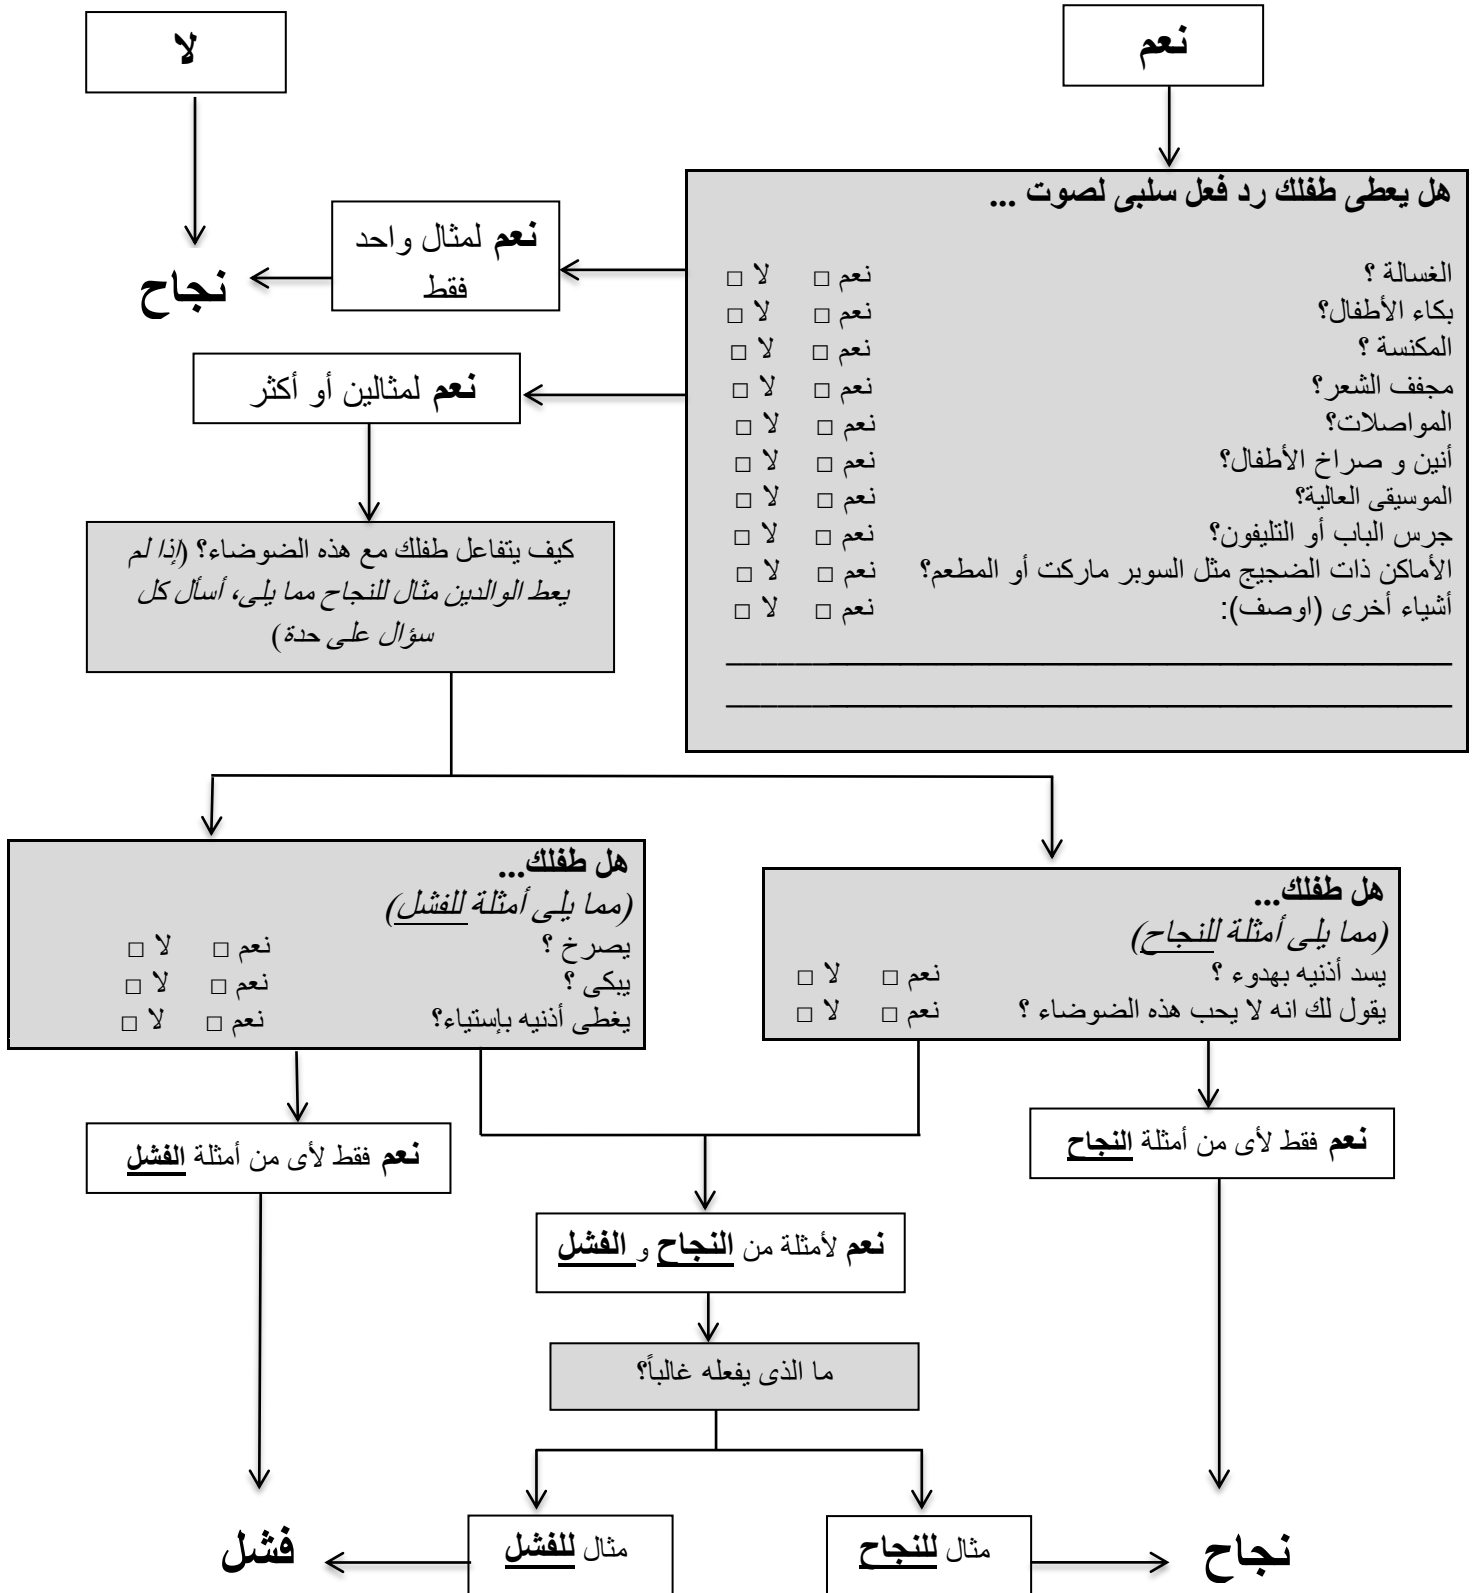 نعم
لا
هل يعطى طفلك رد فعل سلبى لصوت ...
الغسالة ؟ نعم □ لا □
بكاء الأطفال؟ نعم □ لا □
المكنسة ؟ نعم □ لا □
مجفف الشعر؟ نعم □ لا □
المواصلات؟ نعم □ لا □
أنين و صراخ الأطفال؟ نعم □ لا □
الموسيقى العالية؟ نعم □ لا □
جرس الباب أو التليفون؟ نعم □ لا □
الأماكن ذات الضجيج مثل السوبر ماركت أو المطعم؟ نعم □ لا □
أشياء أخرى (اوصف): نعم □ لا □
نعم لمثال واحد
فقط
نجاح
نعم لمثالين أو أكثر
كيف يتفاعل طفلك مع هذه الضوضاء؟ (إذا لم
يعط الوالدين مثال للنجاح مما يلى، أسأل كل
سؤال على حدة)
هل طفلك...
(مما يلى أمثلة للنجاح)
يسد أذنيه بهدوء ؟ نعم □ لا □
يقول لك انه لا يحب هذه الضوضاء ؟ نعم □ لا □
هل طفلك...
(مما يلى أمثلة للفشل)
يصرخ ؟ نعم □ لا □
يبكى ؟ نعم □ لا □
يغطى أذنيه بإستياء؟ نعم □ لا □
نعم فقط لأى من أمثلة النجاح
نعم فقط لأى من أمثلة الفشل
نعم لأمثلة من النجاح و الفشل
ما الذى يفعله غالباً؟
نجاح
مثال للنجاح
مثال للفشل
فشل